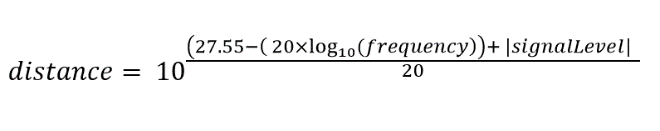 distance = 10^((27.55−( 20×log₁₀(frequency))+ |signalLevel|)/20)